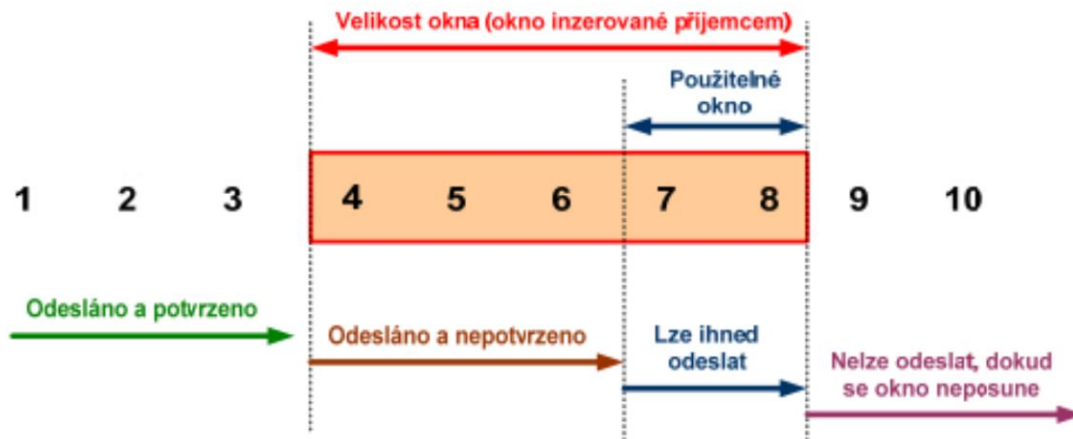 Velikost okna (okno inzerované příjemcem)
Použitelné
okno
1 2 3 4 5 6 7 8 9 10
Odesláno a potvrzeno
Odesláno a nepotvrzeno
Lze ihned
odeslat
Nelze odeslat, dokud
se okno neposune